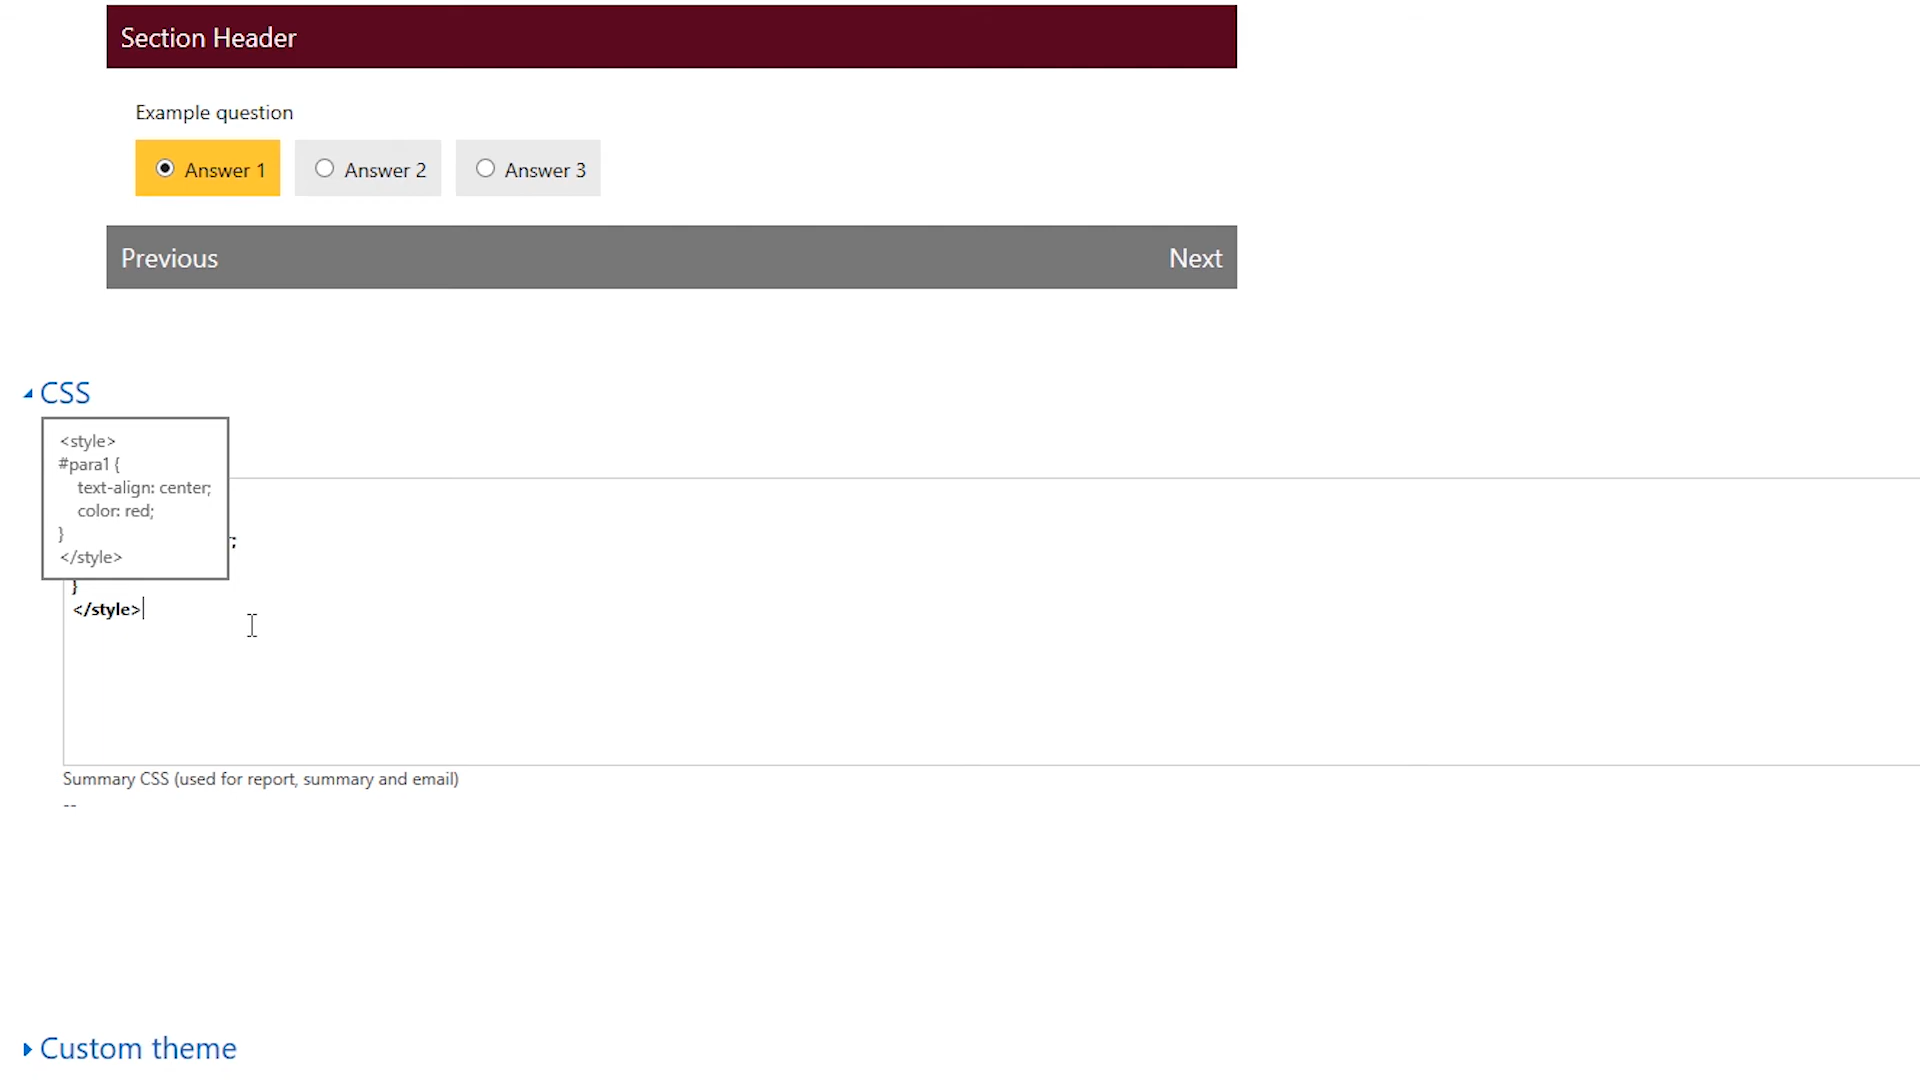 Section Header
Example question
Answer 1 Answer 2 Answer 3
Previous Next
CSS
<style>
#para1 {
text-align: center;
color: red;
}
</style>
;
}
</style>
Summary CSS (used for report, summary and email)
--
Custom theme